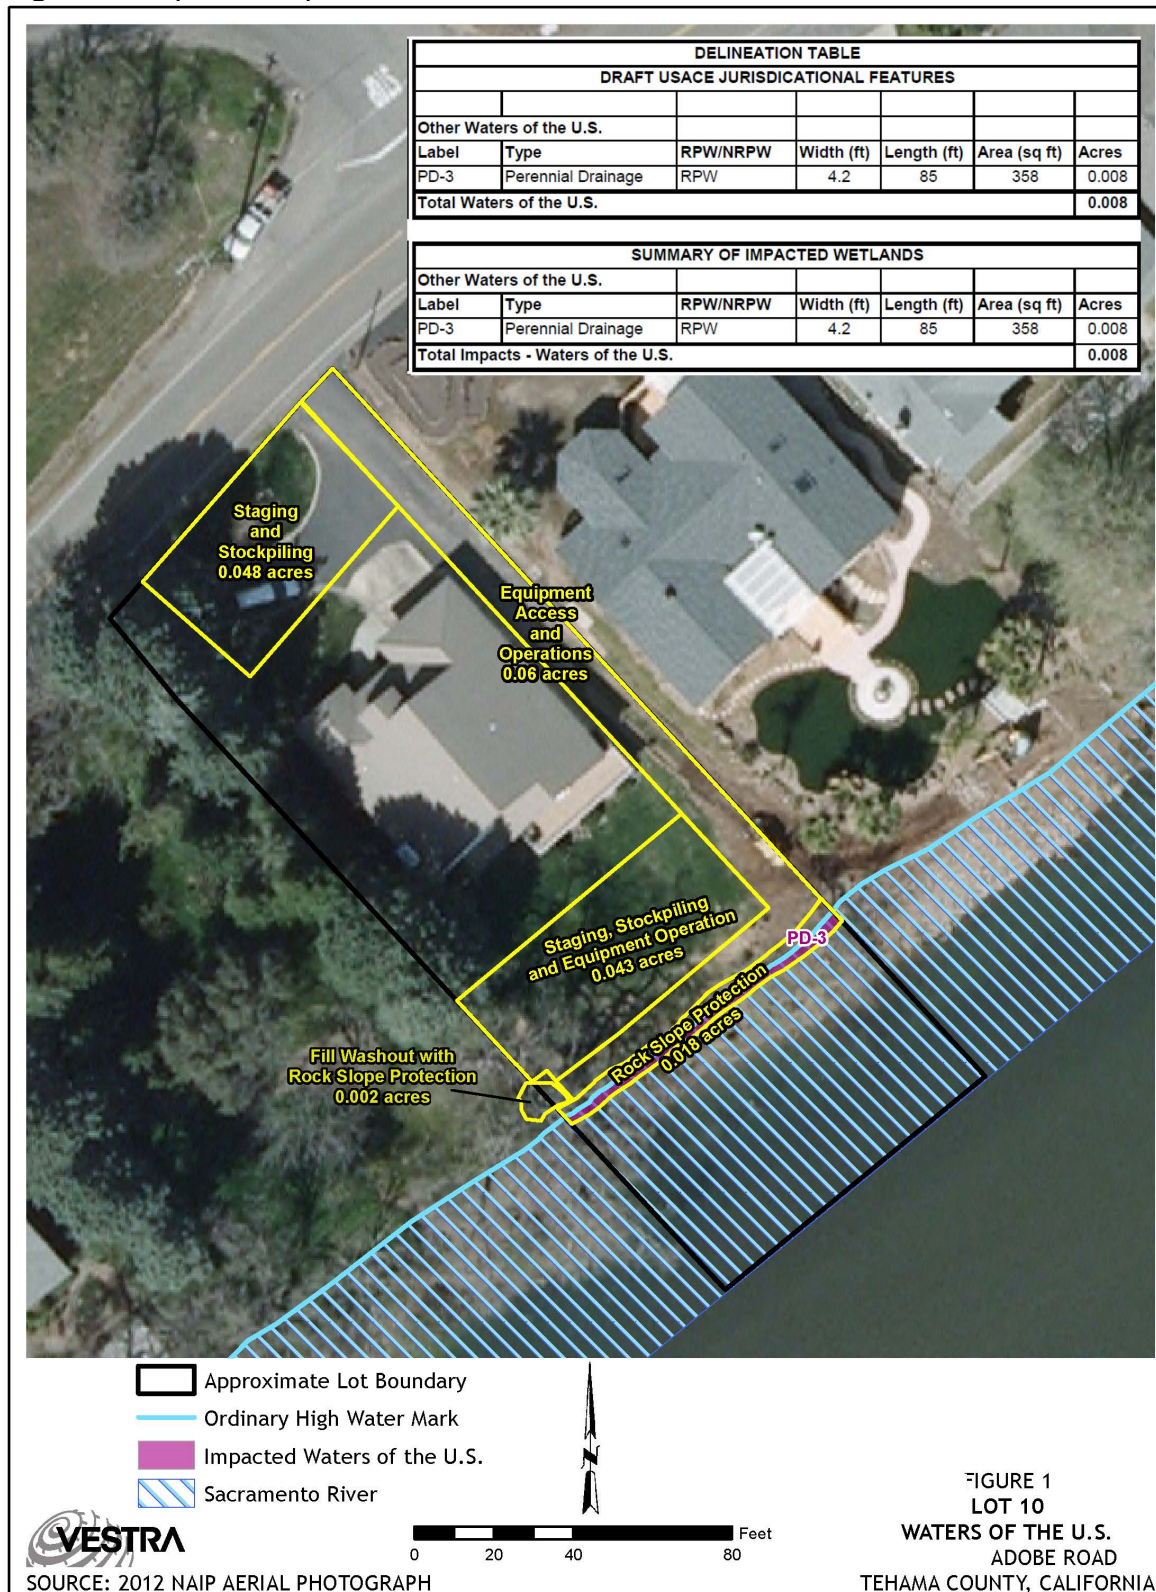 DELINEATION TABLE
DRAFT USACE JURISDICATIONAL FEATURES
Other Waters of the U.S.
Label Type RPW/NRPW Width (ft) Length (ft) Area (sq ft) Acres
PD-3 Perennial Drainage RPW 4.2 85 358 0.008
Total Waters of the U.S. 0.008
SUMMARY OF IMPACTED WETLANDS
Other Waters of the U.S.
Label Type RPW/NRPW Width (ft) Length (ft) Area (sq ft) Acres
PD-3 Perennial Drainage RPW 4.2 85 358 0.008
Total Impacts - Waters of the U.S. 0.008
Staging
and
Stockpiling
0.048 acres
Equipment
Access
and
Operations
0.06 acres
Staging, Stockpiling
and Equipment Operation
0.043 acres
PD-3
Rock Slope Protection
0.018 acres
Fill Washout with
Rock Slope Protection
0.002 acres
Approximate Lot Boundary
Ordinary High Water Mark
Impacted Waters of the U.S.
Sacramento River
N
0 20 40 80 Feet
VESTRA
SOURCE: 2012 NAIP AERIAL PHOTOGRAPH
FIGURE 1
LOT 10
WATERS OF THE U.S.
ADOBE ROAD
TEHAMA COUNTY, CALIFORNIA